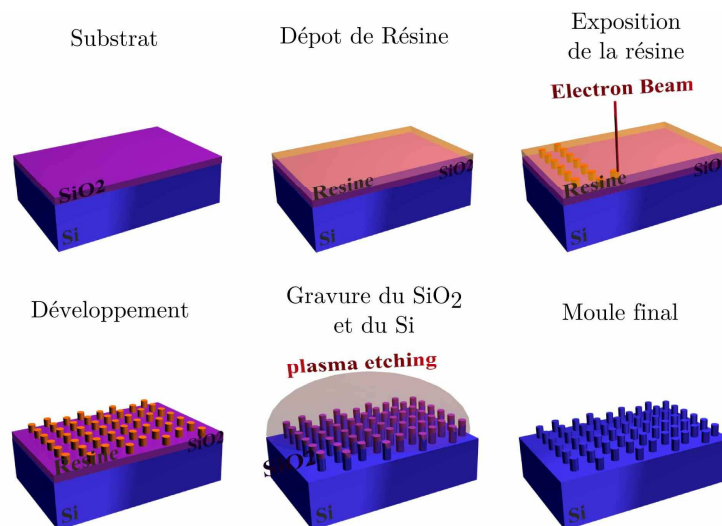 Substrat
SiO2
Si
Dépot de Résine
Resine
SiO2
Si
Exposition
de la résine
Electron Beam
Resine
SiO
Si
Développement
Resine
SiO2
Si
Gravure du SiO2
et du Si
plasma etching
SiO2
Si
Moule final
Si